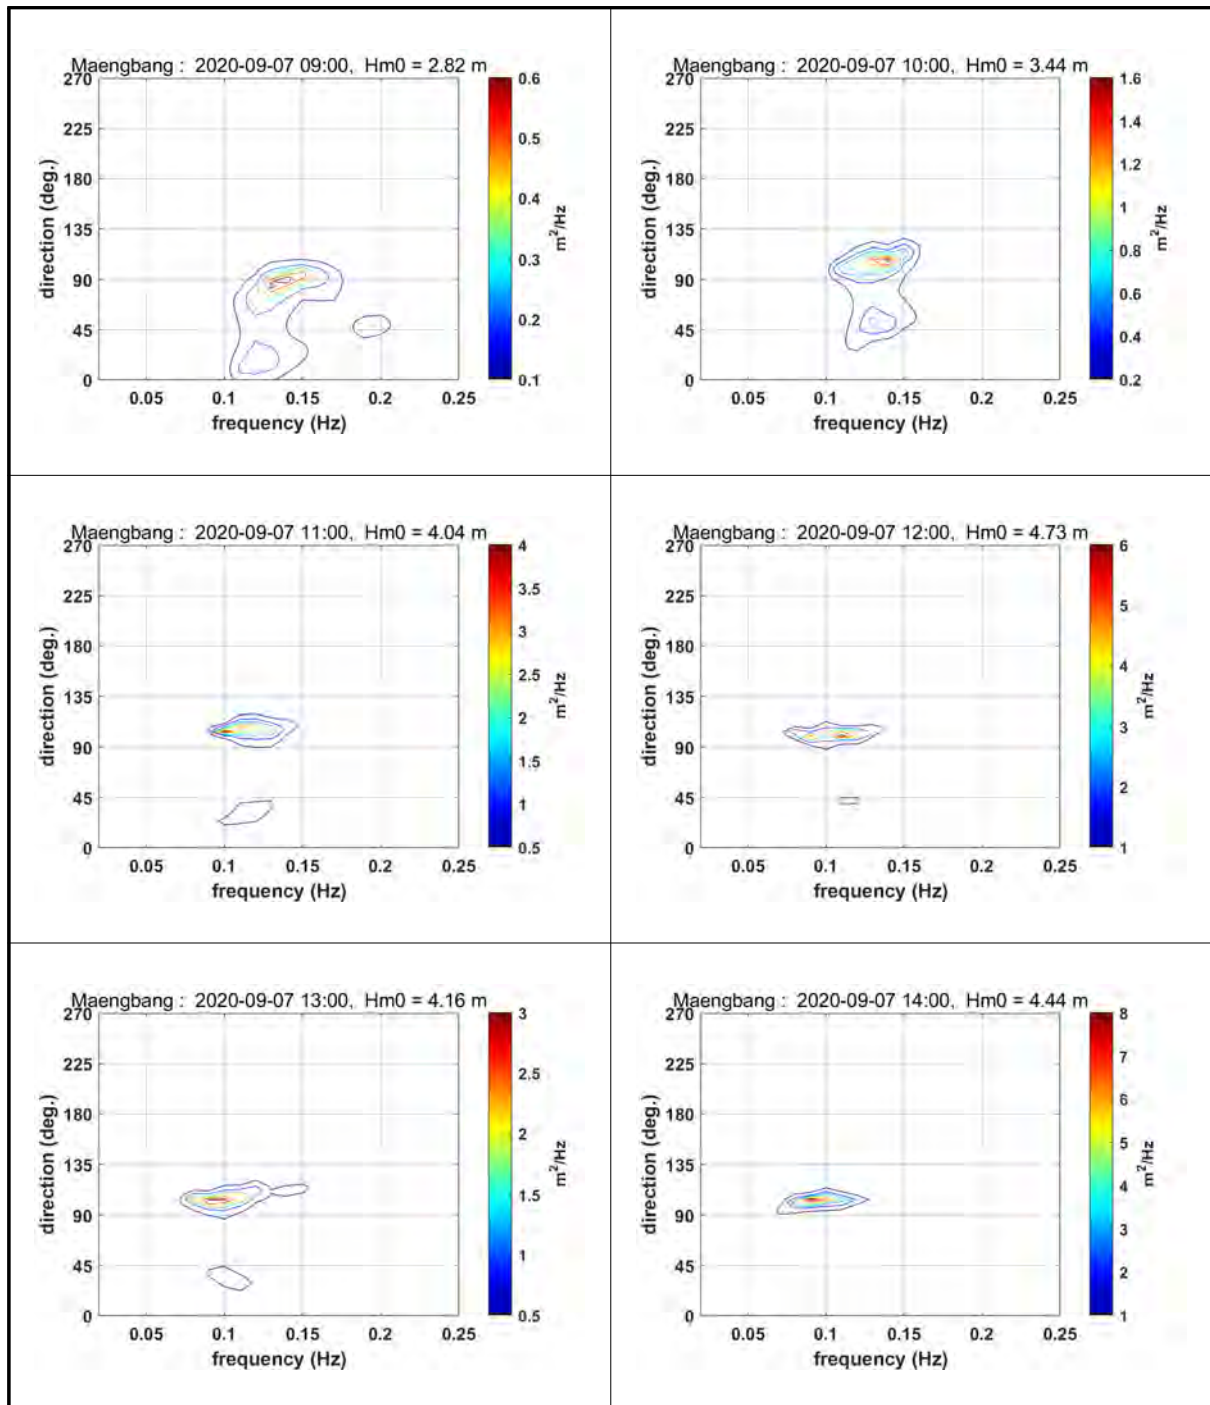 Maengbang : 2020-09-07 09:00, Hm0 = 2.82 m
270
225
180
135
90
45
0
direction (deg.)
0.05 0.1 0.15 0.2 0.25
frequency (Hz)
0.6
0.5
0.4
0.3
0.2
0.1
m²/Hz
Maengbang : 2020-09-07 10:00, Hm0 = 3.44 m
270
225
180
135
90
45
0
direction (deg.)
0.05 0.1 0.15 0.2 0.25
frequency (Hz)
1.6
1.4
1.2
1
0.8
0.6
0.4
0.2
m²/Hz
Maengbang : 2020-09-07 11:00, Hm0 = 4.04 m
270
225
180
135
90
45
0
direction (deg.)
0.05 0.1 0.15 0.2 0.25
frequency (Hz)
4
3.5
3
2.5
2
1.5
1
0.5
m²/Hz
Maengbang : 2020-09-07 12:00, Hm0 = 4.73 m
270
225
180
135
90
45
0
direction (deg.)
0.05 0.1 0.15 0.2 0.25
frequency (Hz)
6
5
4
3
2
1
m²/Hz
Maengbang : 2020-09-07 13:00, Hm0 = 4.16 m
270
225
180
135
90
45
0
direction (deg.)
0.05 0.1 0.15 0.2 0.25
frequency (Hz)
3
2.5
2
1.5
1
0.5
m²/Hz
Maengbang : 2020-09-07 14:00, Hm0 = 4.44 m
270
225
180
135
90
45
0
direction (deg.)
0.05 0.1 0.15 0.2 0.25
frequency (Hz)
8
7
6
5
4
3
2
1
m²/Hz